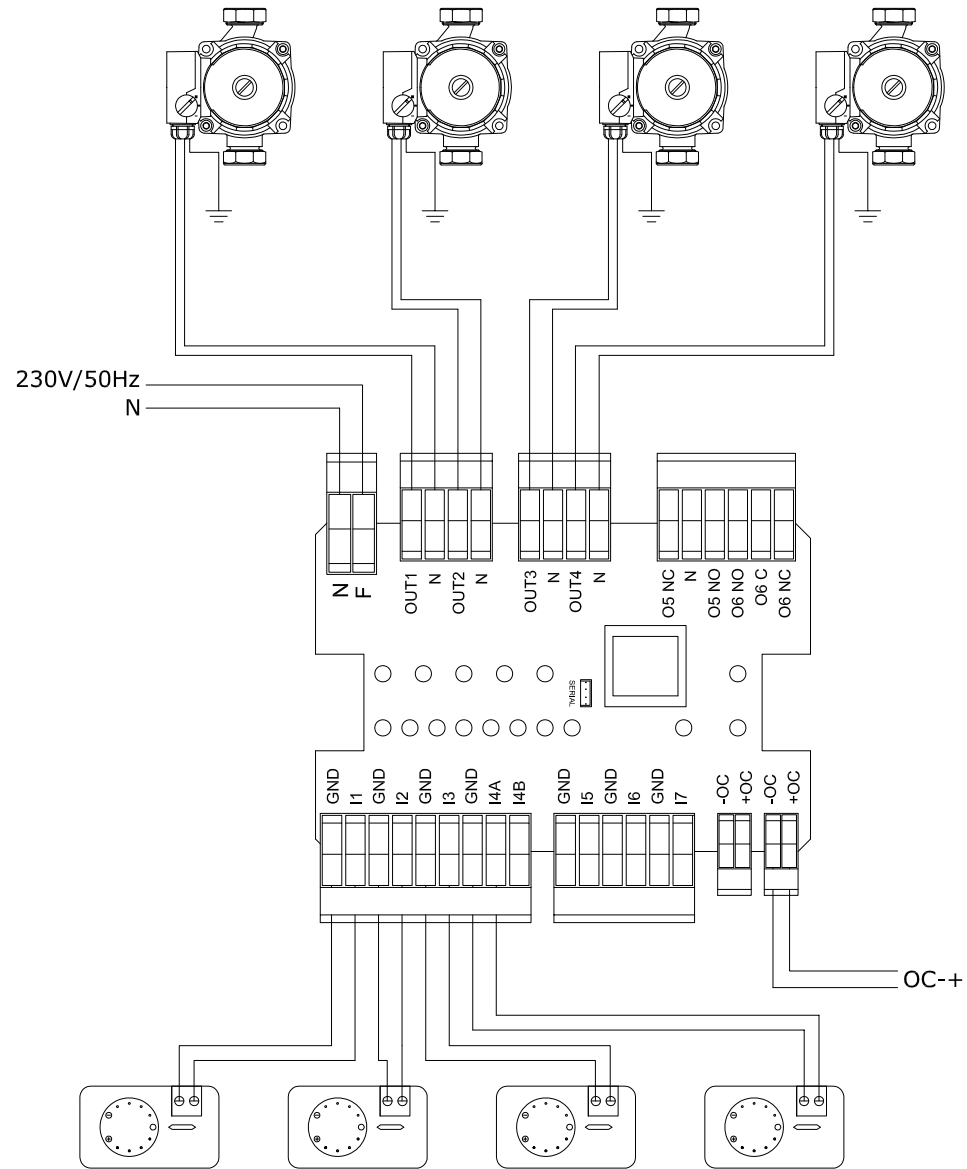 230V/50Hz
N
N
F
OUT1
N
OUT2
N
OUT3
N
OUT4
N
O5 NC
N
O5 NO
O6 NO
O6 C
O6 NC
SERIAL
GND
I1
GND
I2
GND
I3
GND
I4A
I4B
GND
I5
GND
I6
GND
I7
-OC
+OC
-OC
+OC
OC-+